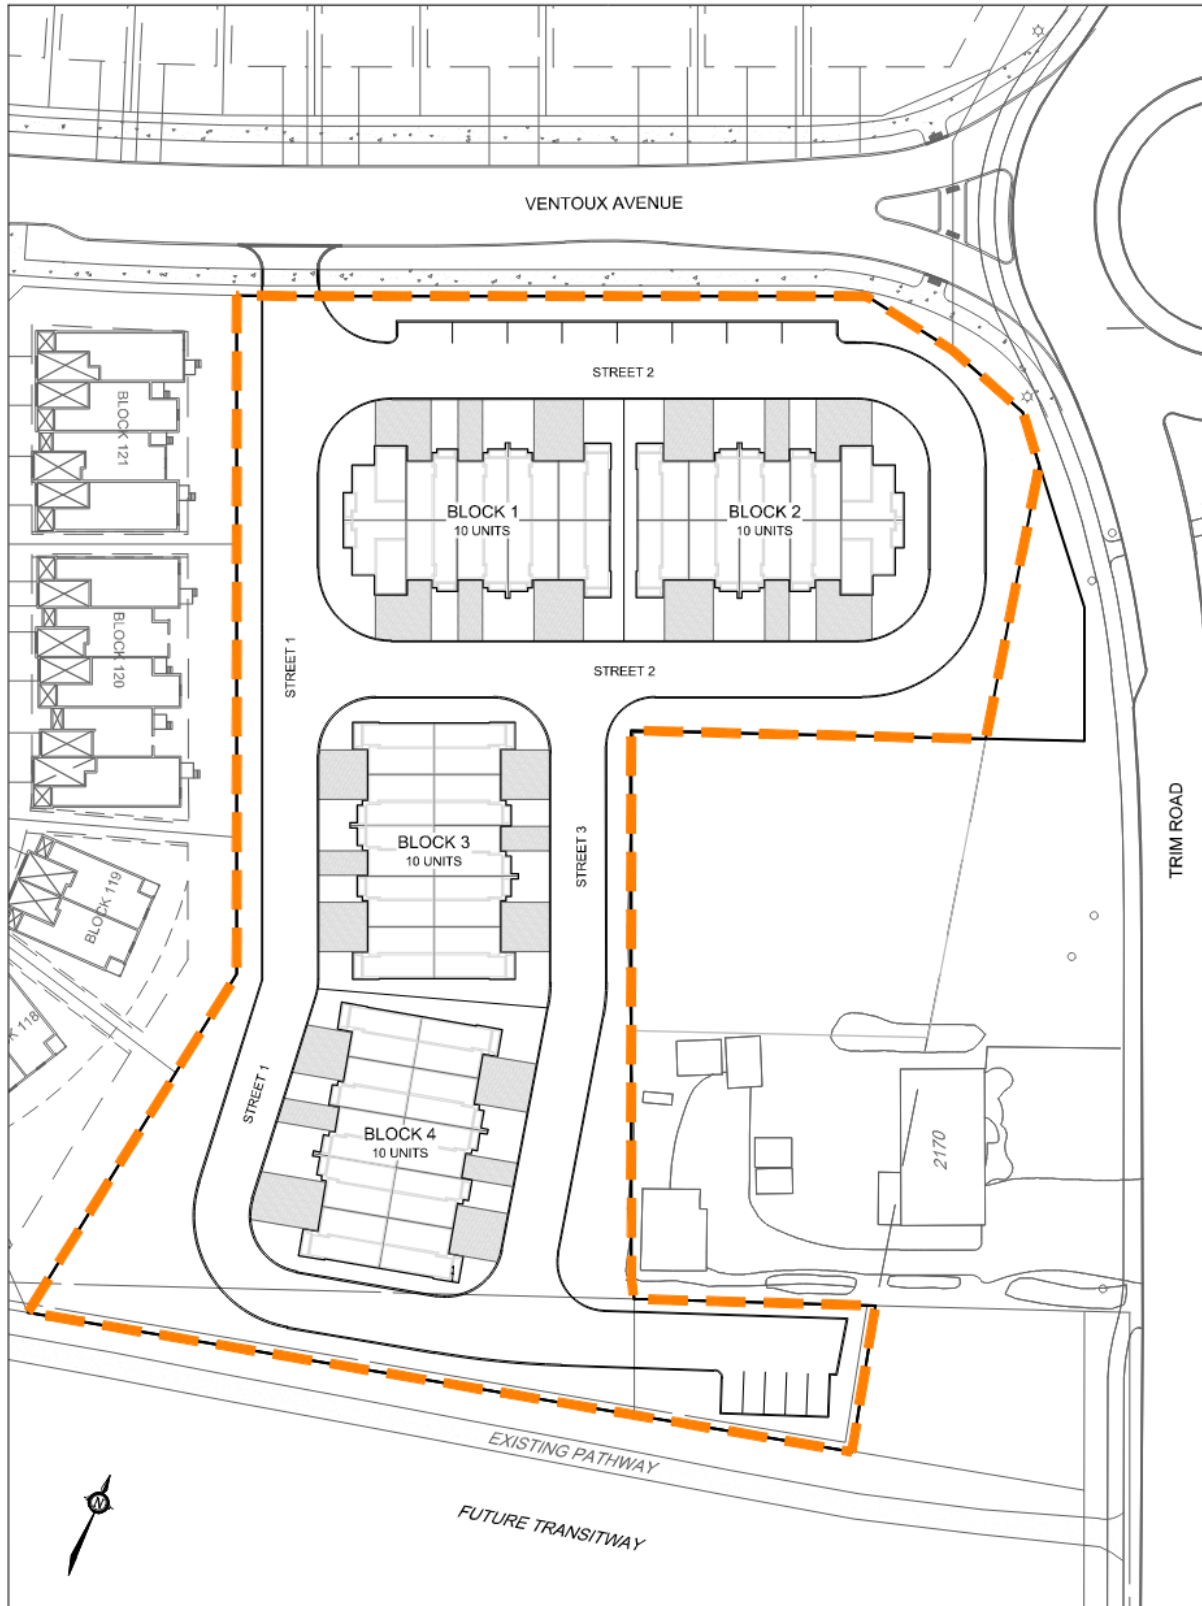 VENTOUX AVENUE
STREET 2
BLOCK 121
BLOCK 1
10 UNITS
BLOCK 2
10 UNITS
BLOCK 120
STREET 1
STREET 2
BLOCK 3
10 UNITS
STREET 3
TRIM ROAD
BLOCK 119
K 118
STREET 1
BLOCK 4
10 UNITS
2170
EXISTING PATHWAY
N
FUTURE TRANSITWAY